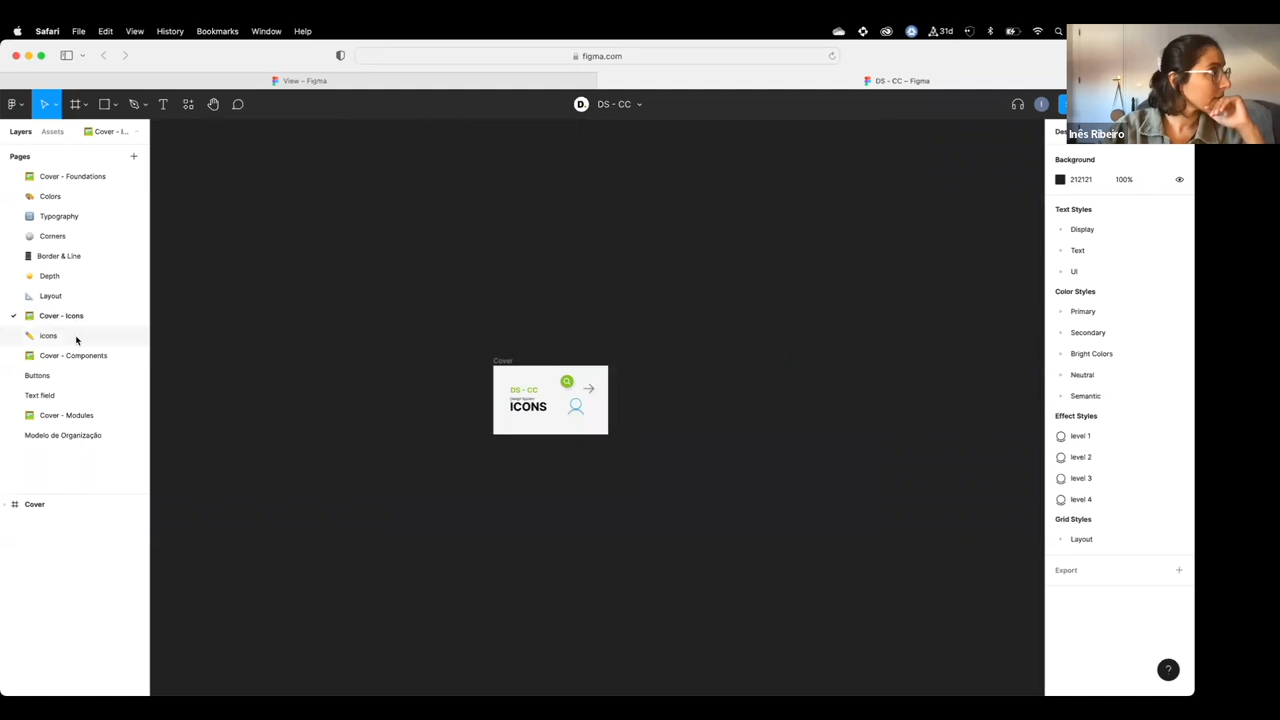 Safari File Edit View History Bookmarks Window Help
31d
figma.com
View – Figma
DS - CC – Figma
DS - CC
I
Layers Assets Cover - I...
Pages
Cover - Foundations
Colors
Typography
Corners
Border & Line
Depth
Layout
Cover - Icons
icons
Cover - Components
Buttons
Text field
Cover - Modules
Modelo de Organização
Cover
Cover
DS - CC
ICONS
Inês Ribeiro
Background
212121 100%
Text Styles
Display
Text
UI
Color Styles
Primary
Secondary
Bright Colors
Neutral
Semantic
Effect Styles
level 1
level 2
level 3
level 4
Grid Styles
Layout
Export
?